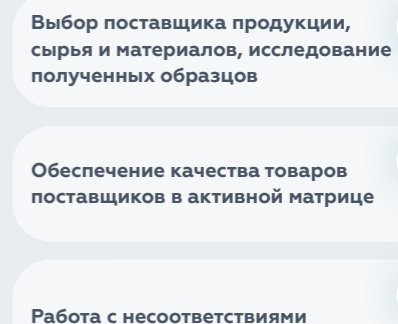 Выбор поставщика продукции,
сырья и материалов, исследование
полученных образцов
Обеспечение качества товаров
поставщиков в активной матрице
Работа с несоответствиями